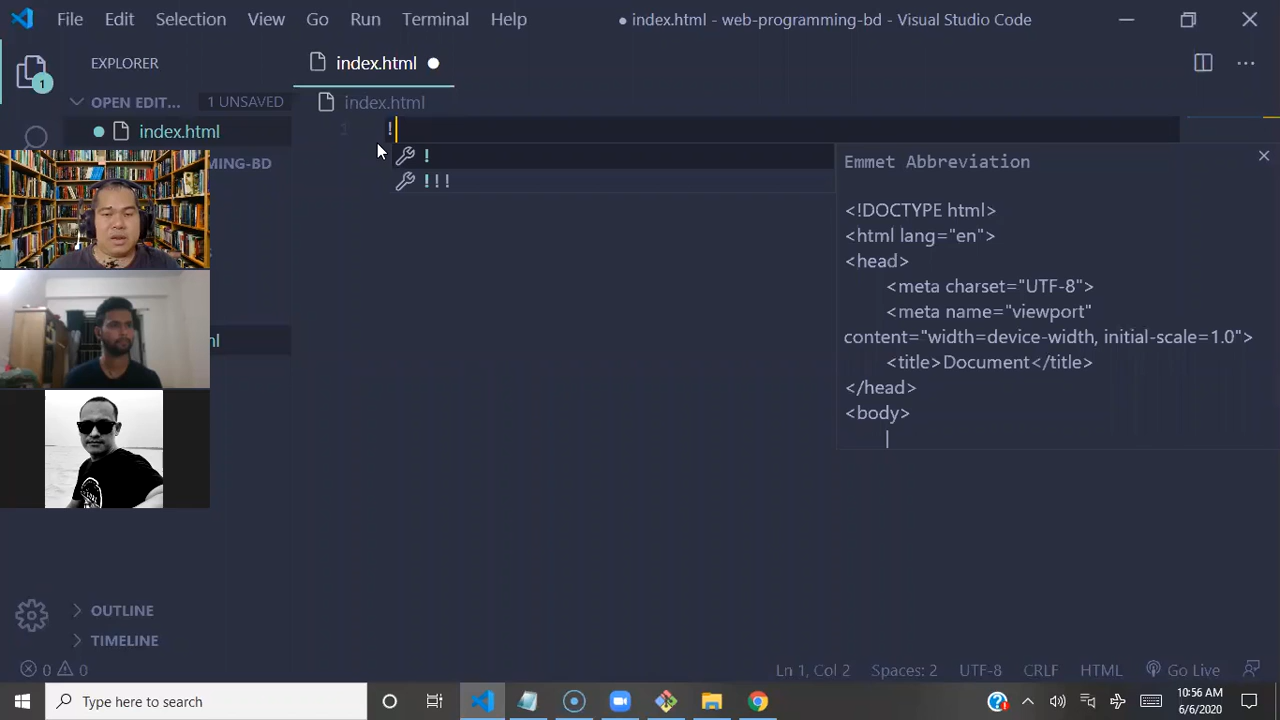 File Edit Selection View Go Run Terminal Help ● index.html - web-programming-bd - Visual Studio Code
EXPLORER
index.html ●
1
OPEN EDIT... 1 UNSAVED
index.html
index.html
MING-BD
ml
OUTLINE
TIMELINE
1 !
!
!!!
Emmet Abbreviation
<!DOCTYPE html>
<html lang="en">
<head>
<meta charset="UTF-8">
<meta name="viewport"
content="width=device-width, initial-scale=1.0">
<title>Document</title>
</head>
<body>
0 0
Ln 1, Col 2 Spaces: 2 UTF-8 CRLF HTML Go Live
Type here to search
10:56 AM
6/6/2020